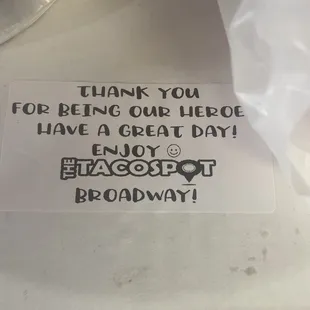 THANK YOU
FOR BEING OUR HEROE
HAVE A GREAT DAY!
ENJOY ☺
THE TACOSPOT
BROADWAY!